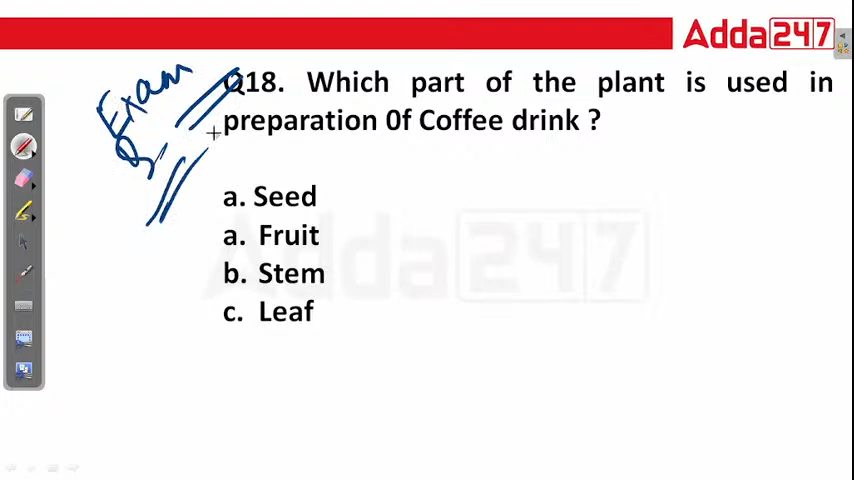 Adda247
Exam
Q18. Which part of the plant is used in
preparation 0f Coffee drink ?
a. Seed
a. Fruit
b. Stem
c. Leaf
Adda247